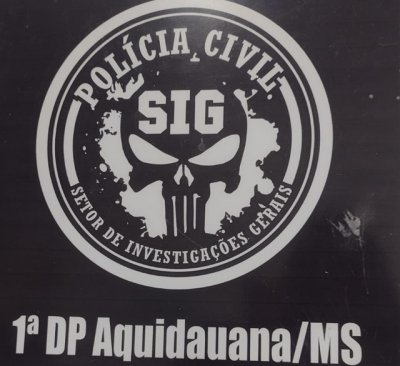 POLÍCIA CIVIL
SIG
SETOR DE INVESTIGAÇÕES GERAIS
1ª DP Aquidauana/MS